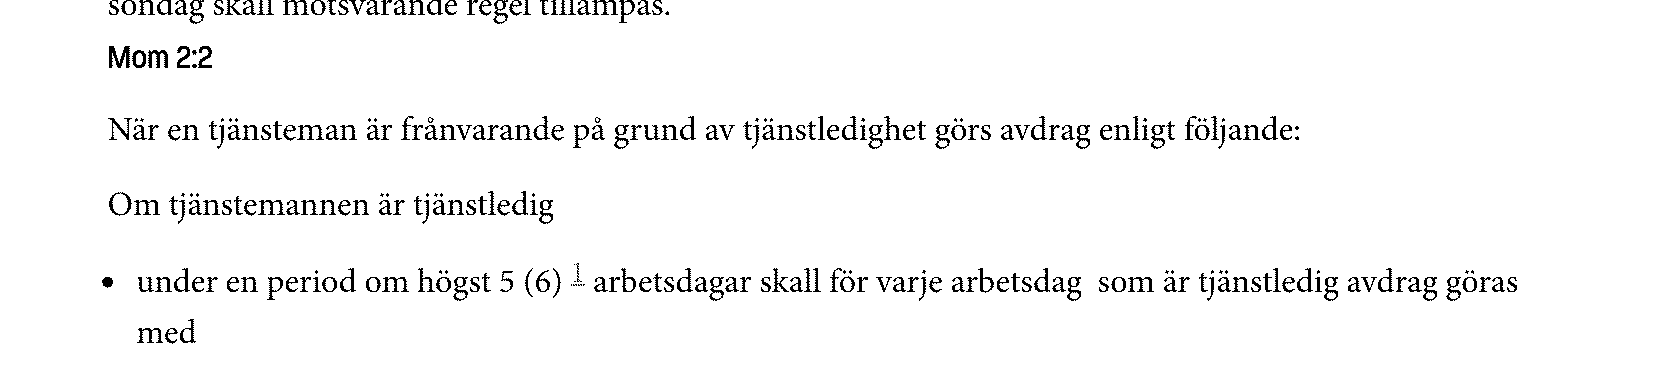 söndag skall motsvarande regel tillämpas.
Mom 2:2
När en tjänsteman är frånvarande på grund av tjänstledighet görs avdrag enligt följande:
Om tjänstemannen är tjänstledig
• under en period om högst 5 (6) 1 arbetsdagar skall för varje arbetsdag som är tjänstledig avdrag göras
med